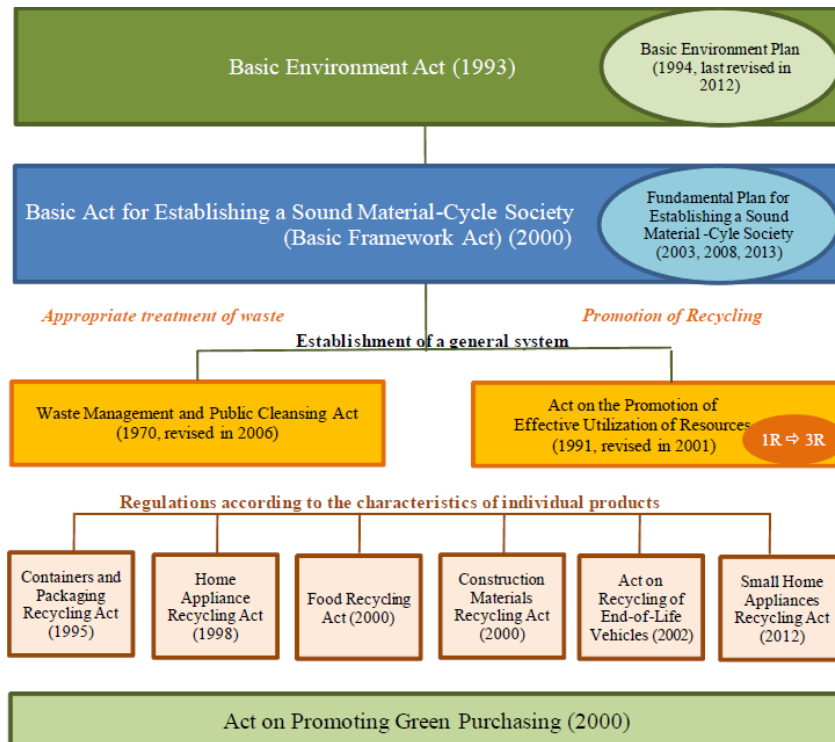 Basic Environment Act (1993)
Basic Environment Plan
(1994, last revised in
2012)
Basic Act for Establishing a Sound Material-Cycle Society
(Basic Framework Act) (2000)
Fundamental Plan for
Establishing a Sound
Material -Cyle Society
(2003, 2008, 2013)
Appropriate treatment of waste
Promotion of Recycling
Establishment of a general system
Waste Management and Public Cleansing Act
(1970, revised in 2006)
Act on the Promotion of
Effective Utilization of Resources
(1991, revised in 2001)
1R ⇨ 3R
Regulations according to the characteristics of individual products
Containers and
Packaging
Recycling Act
(1995)
Home
Appliance
Recycling Act
(1998)
Food Recycling
Act (2000)
Construction
Materials
Recycling Act
(2000)
Act on
Recycling of
End-of-Life
Vehicles (2002)
Small Home
Appliances
Recycling Act
(2012)
Act on Promoting Green Purchasing (2000)